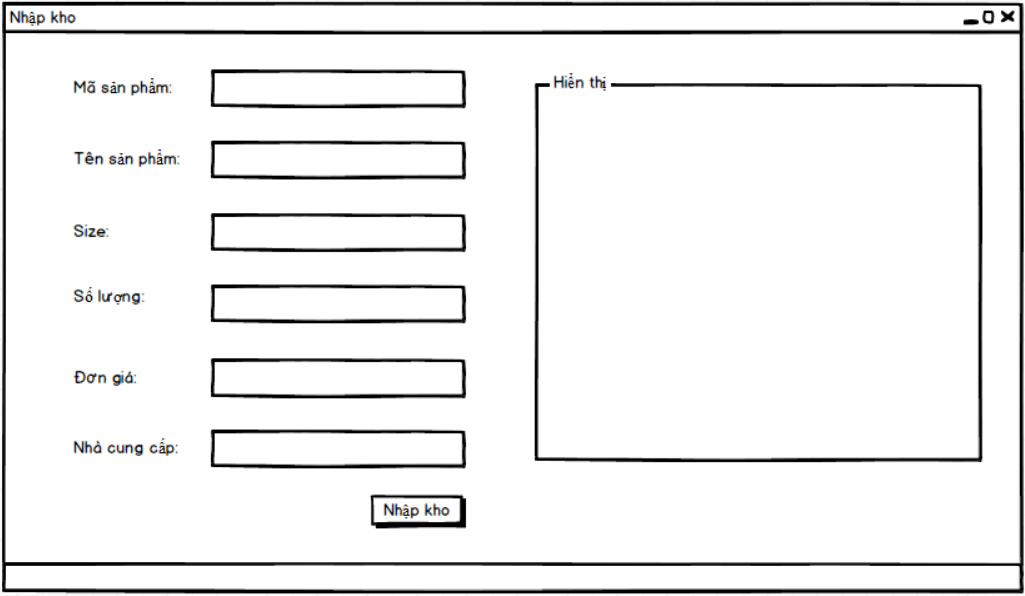 Nhập kho
Mã sản phẩm:
Tên sản phẩm:
Size:
Số lượng:
Đơn giá:
Nhà cung cấp:
Nhập kho
Hiển thị